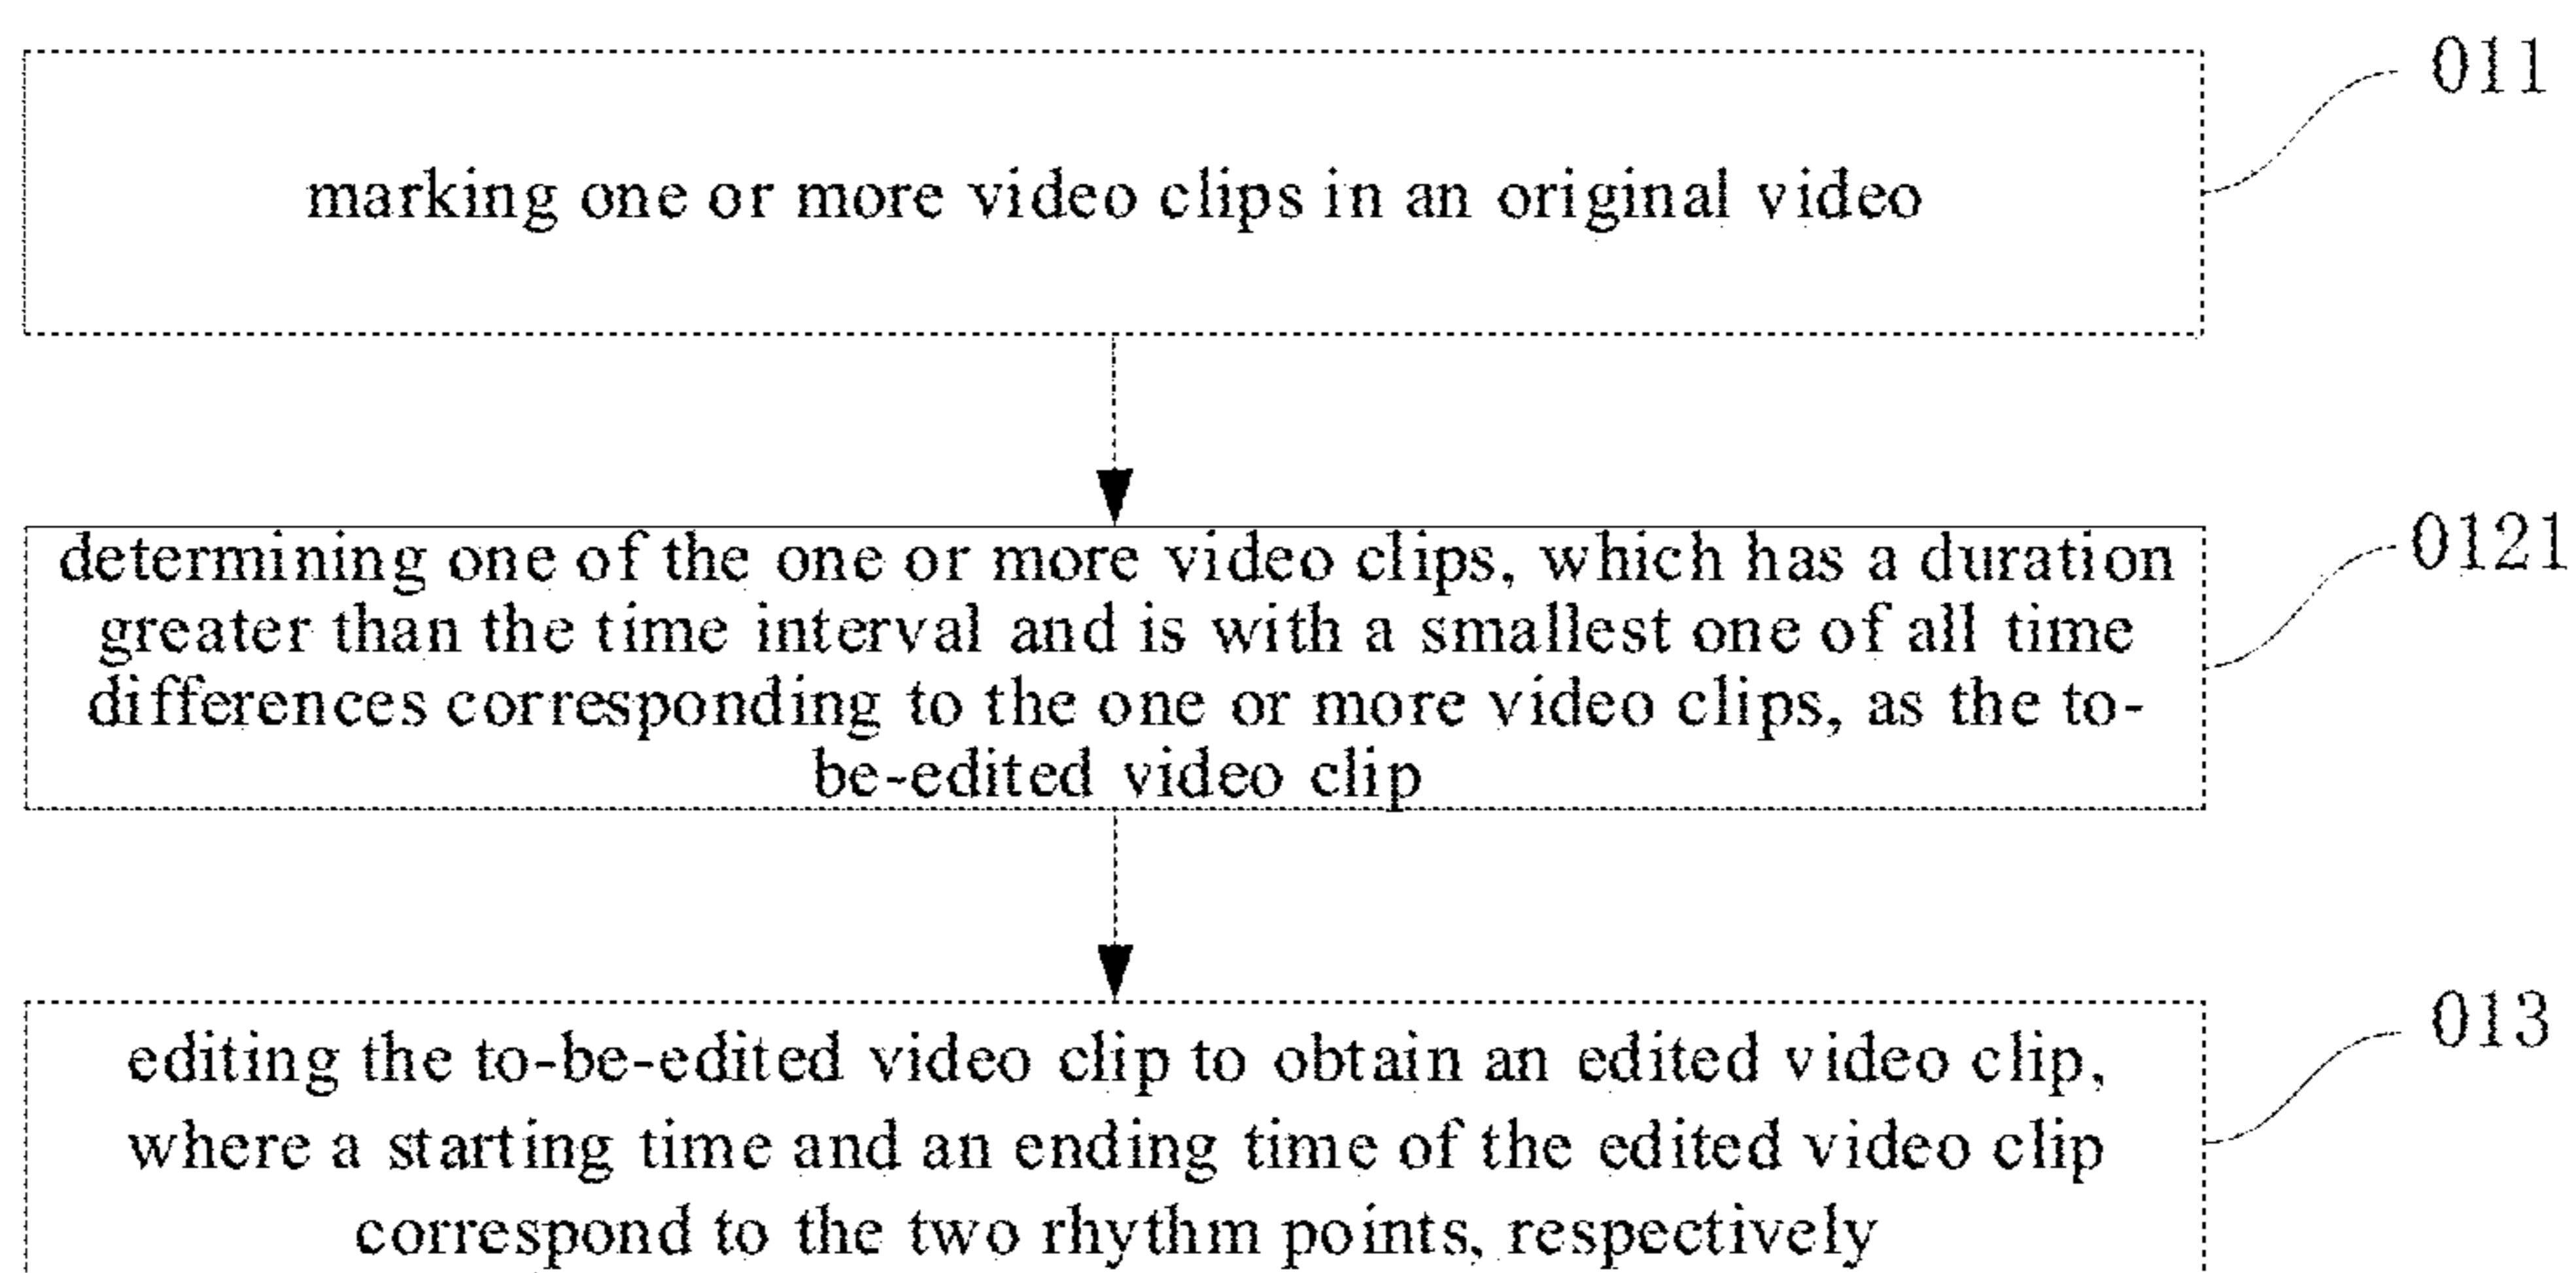 011
marking one or more video clips in an original video
0121
determining one of the one or more video clips, which has a duration
greater than the time interval and is with a smallest one of all time
differences corresponding to the one or more video clips, as the to-
be-edited video clip
013
editing the to-be-edited video clip to obtain an edited video clip,
where a starting time and an ending time of the edited video clip
correspond to the two rhythm points, respectively